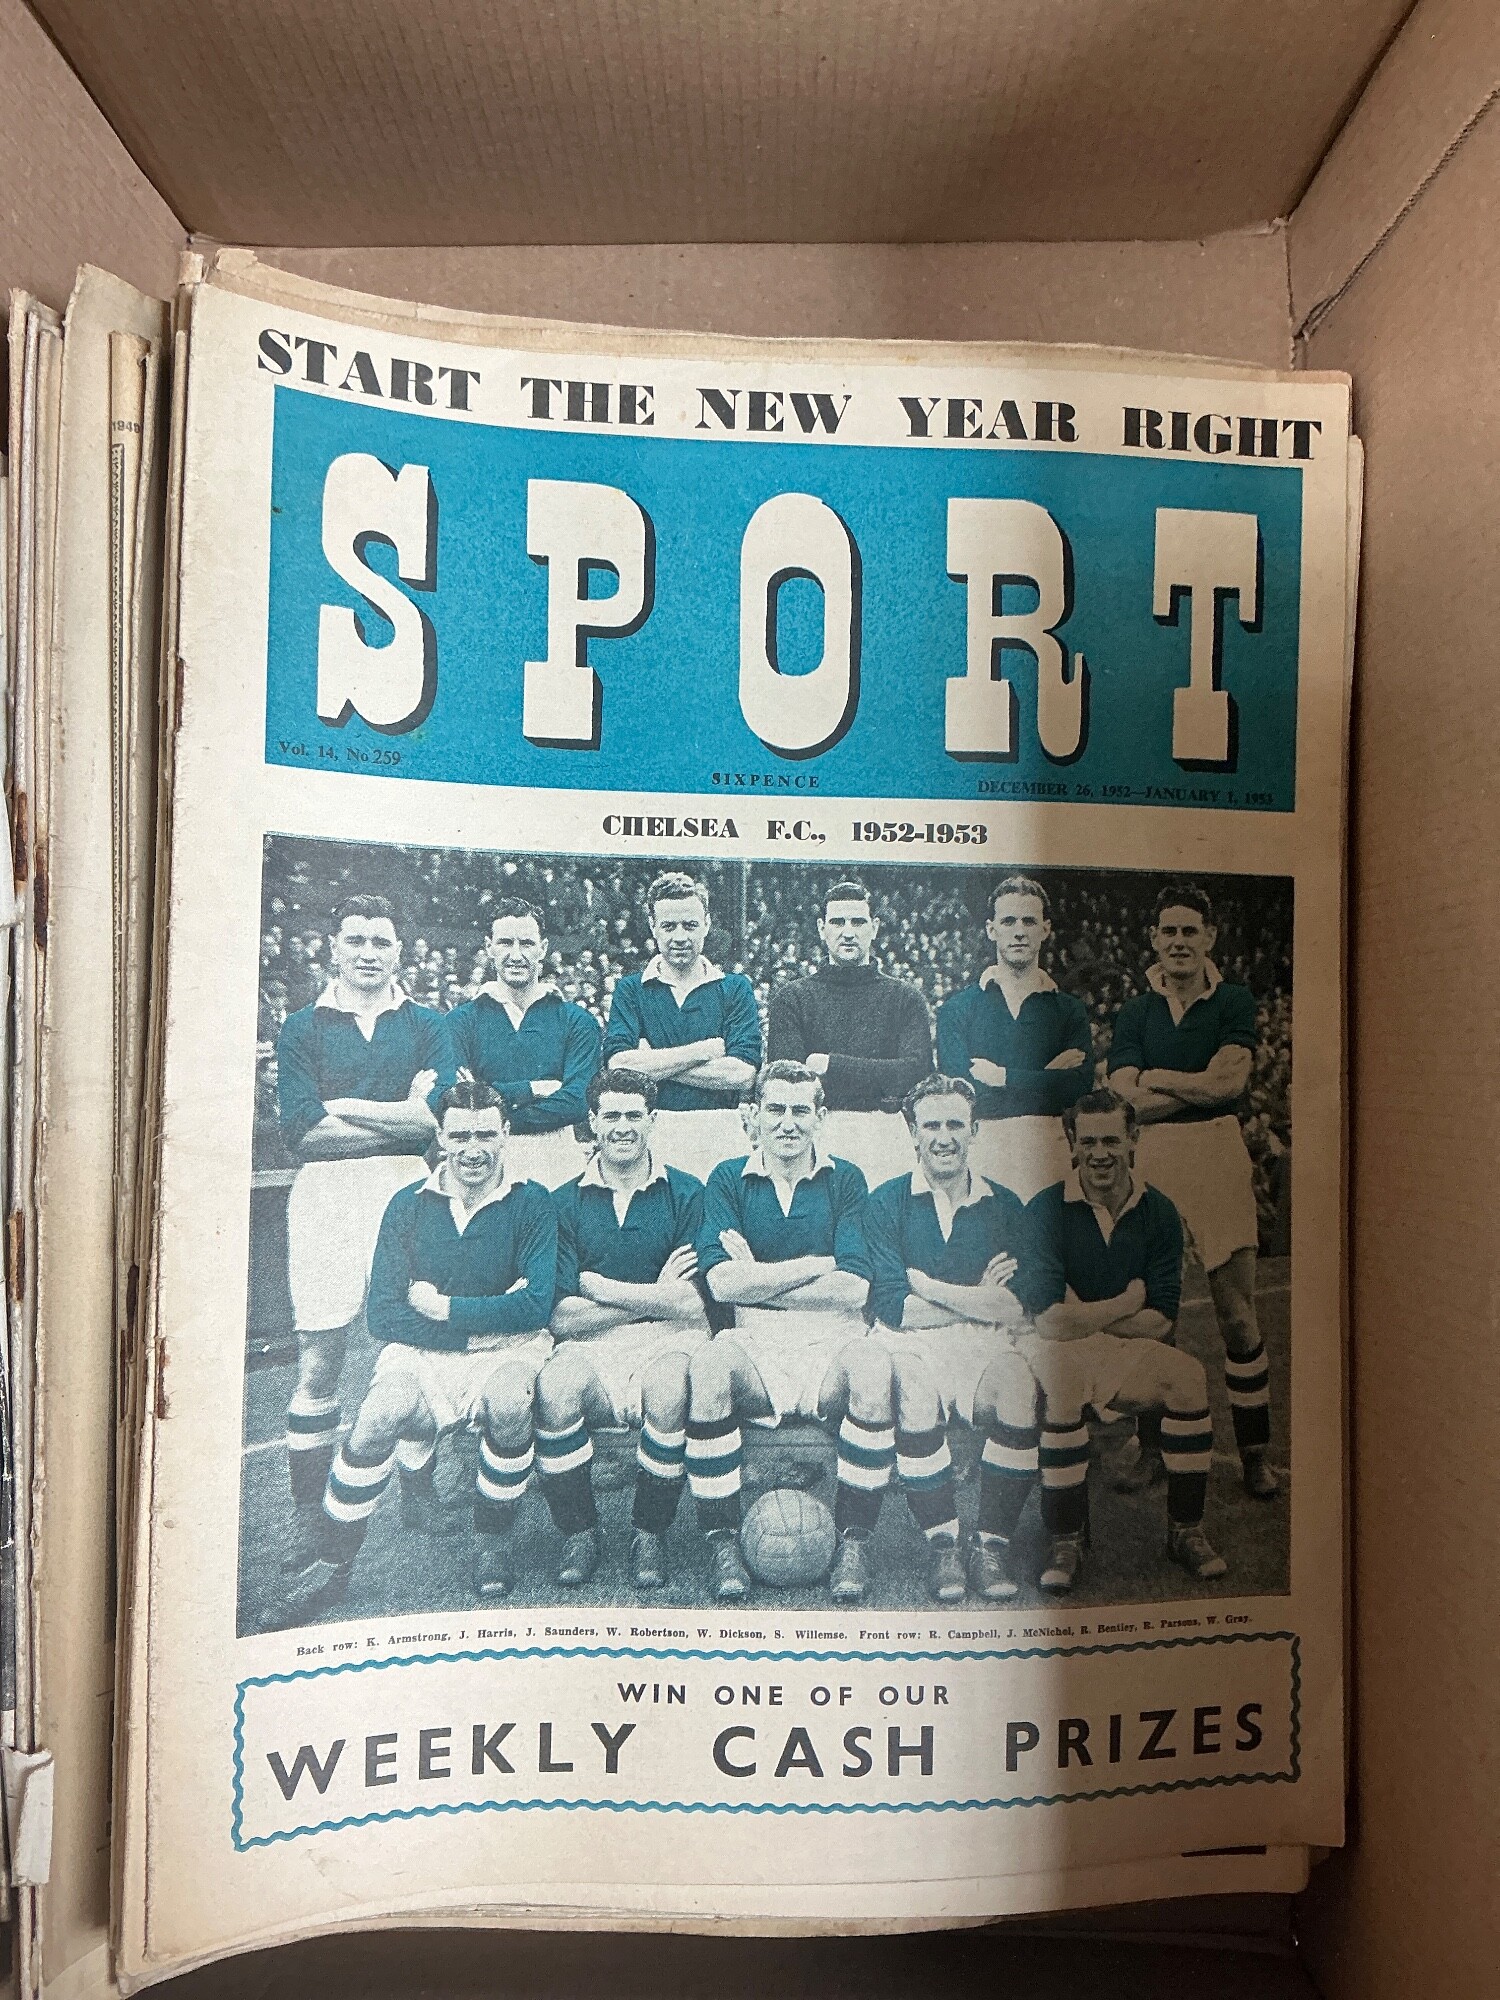 START THE NEW YEAR RIGHT
SPORT
Vol. 14, No 259
SIXPENCE
DECEMBER 26, 1952—JANUARY 1, 1953
CHELSEA F.C., 1952-1953
Back row: K. Armstrong, J. Harris, J. Saunders, W. Robertson, W. Dickson, S. Willemse. Front row: R. Campbell, J. McNichol, R. Bentley, E. Parsons, W. Gray.
WIN ONE OF OUR
WEEKLY CASH PRIZES